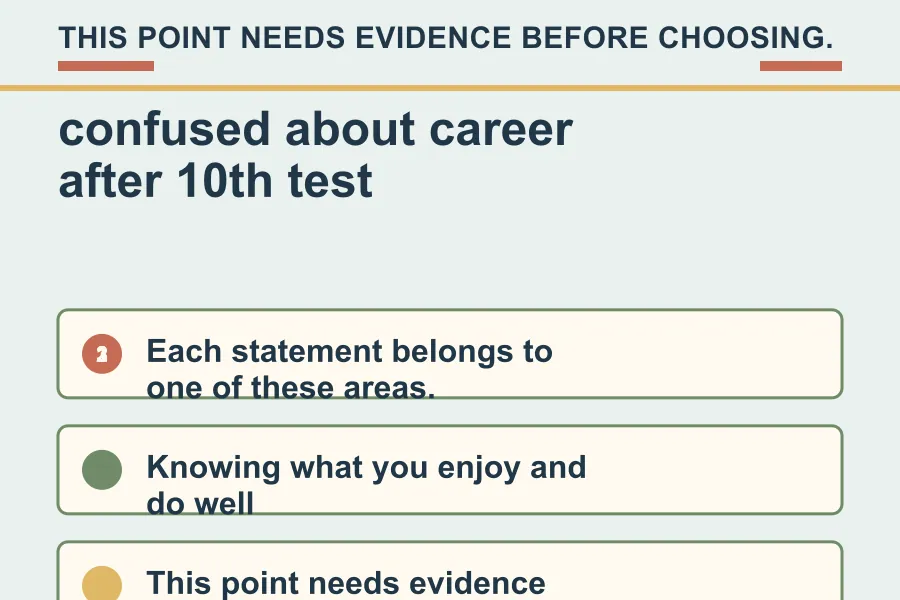 THIS POINT NEEDS EVIDENCE BEFORE CHOOSING.
confused about career
after 10th test
Each statement belongs to
one of these areas.
Knowing what you enjoy and
do well
This point needs evidence